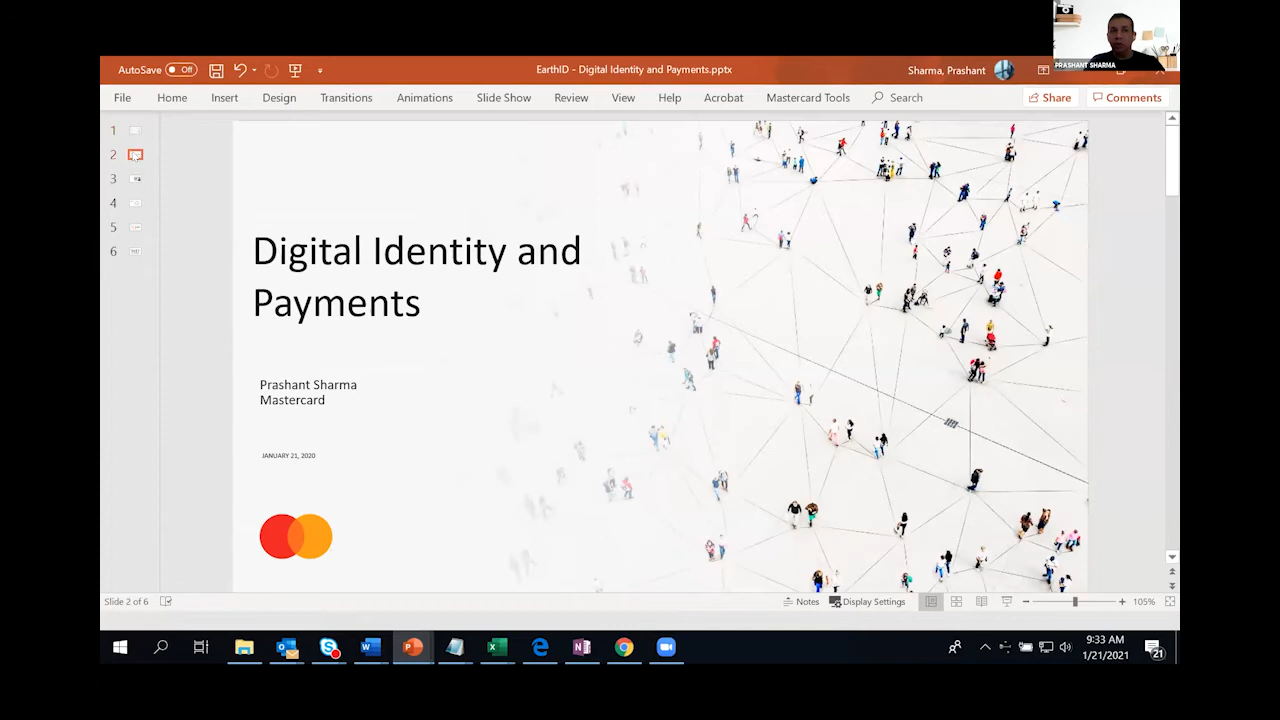 PRASHANT SHARMA
AutoSave Off
EarthID - Digital Identity and Payments.pptx
Sharma, Prashant
File Home Insert Design Transitions Animations Slide Show Review View Help Acrobat Mastercard Tools Search Share Comments
1
2
3
4
5
6
Digital Identity and
Payments
Prashant Sharma
Mastercard
JANUARY 21, 2020
Slide 2 of 6
Notes Display Settings 105%
9:33 AM
1/21/2021
21